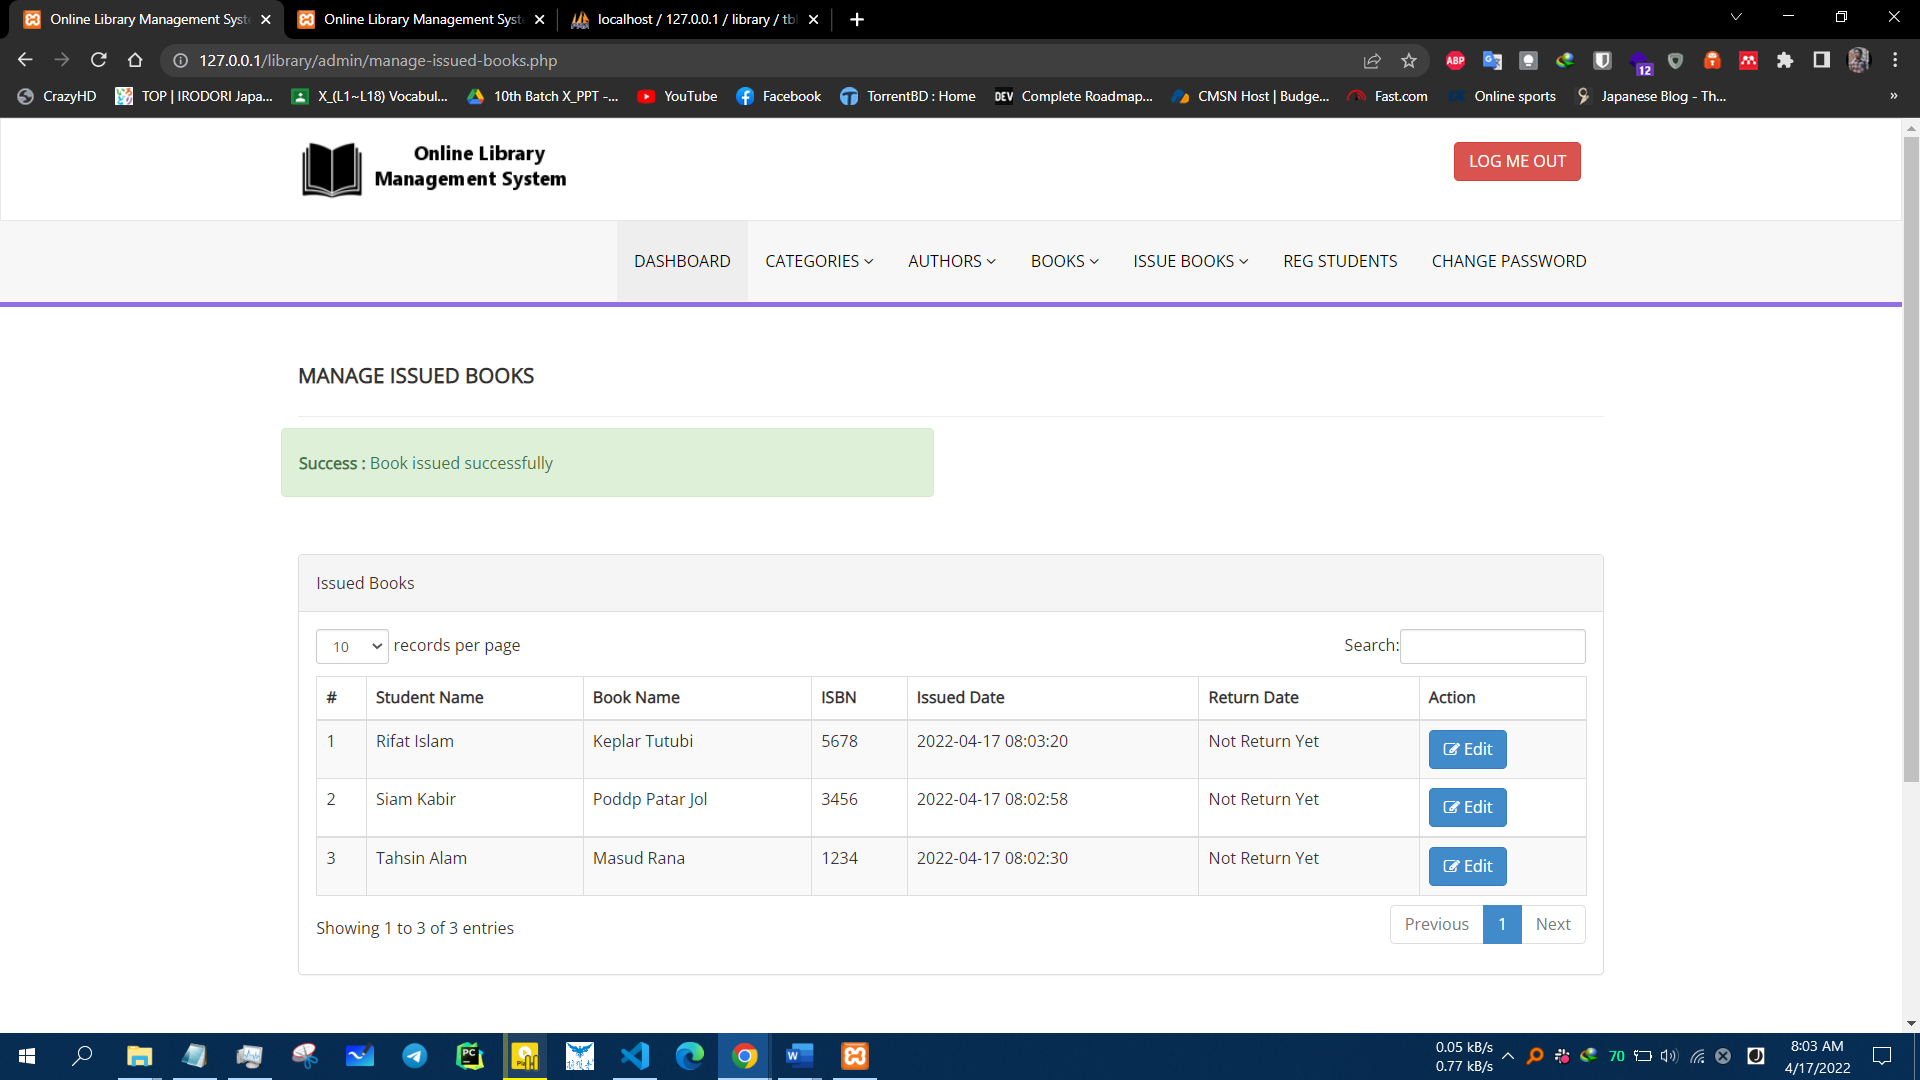 Online Library Management Syst
Online Library Management Syst
localhost / 127.0.0.1 / library / tbl
127.0.0.1/library/admin/manage-issued-books.php
ABP
12
CrazyHD
TOP | IRODORI Japa...
X_(L1~L18) Vocabul...
10th Batch X_PPT -...
YouTube
Facebook
TorrentBD : Home
DEV
Complete Roadmap...
CMSN Host | Budge...
Fast.com
Online sports
Japanese Blog - Th...
»
Online Library
Management System
LOG ME OUT
DASHBOARD
CATEGORIES
AUTHORS
BOOKS
ISSUE BOOKS
REG STUDENTS
CHANGE PASSWORD
MANAGE ISSUED BOOKS
Success : Book issued successfully
Issued Books
10 records per page
Search:
# Student Name Book Name ISBN Issued Date Return Date Action
1 Rifat Islam Keplar Tutubi 5678 2022-04-17 08:03:20 Not Return Yet Edit
2 Siam Kabir Poddp Patar Jol 3456 2022-04-17 08:02:58 Not Return Yet Edit
3 Tahsin Alam Masud Rana 1234 2022-04-17 08:02:30 Not Return Yet Edit
Showing 1 to 3 of 3 entries
Previous 1 Next
PC
W
0.05 kB/s
0.77 kB/s
70
8:03 AM
4/17/2022